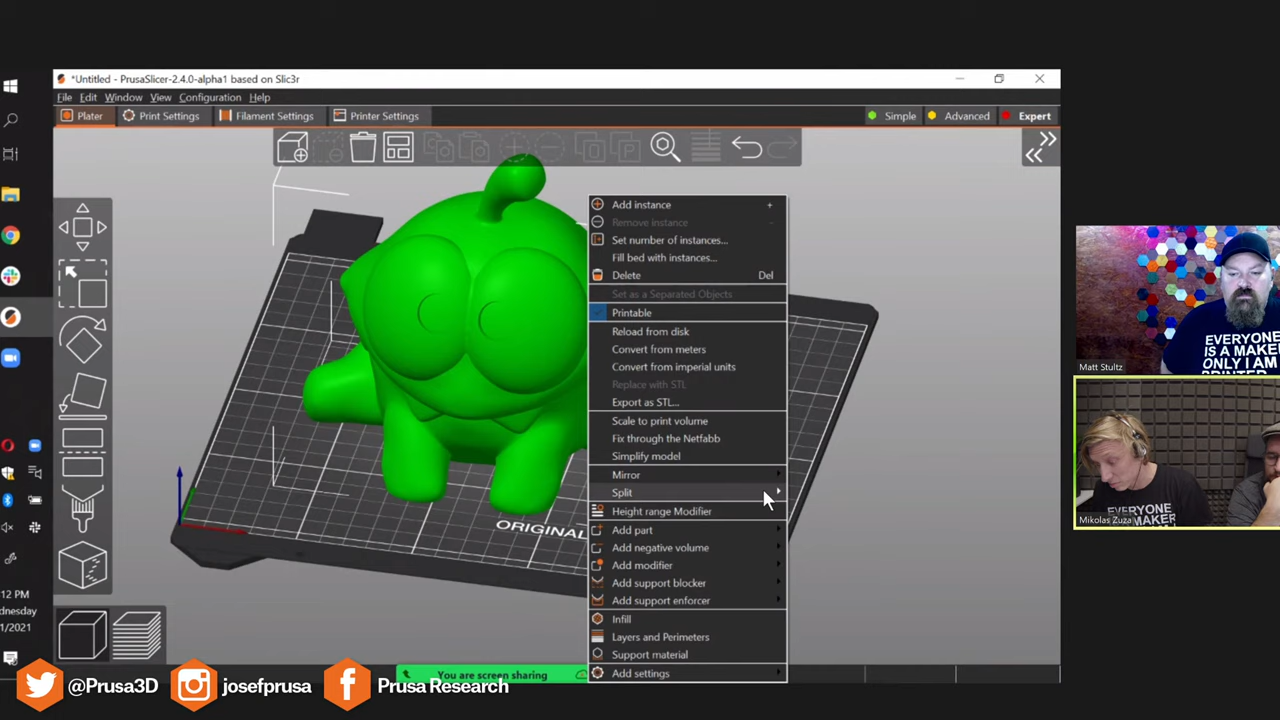 *Untitled - PrusaSlicer-2.4.0-alpha1 based on Slic3r
File Edit Window View Configuration Help
Plater Print Settings Filament Settings Printer Settings Simple Advanced Expert
Add instance +
Remove instance -
Set number of instances...
Fill bed with instances...
Delete Del
Set as a Separated Objects
Printable
Reload from disk
Convert from meters
Convert from imperial units
Replace with STL
Export as STL...
Scale to print volume
Fix through the Netfabb
Simplify model
Mirror
Split
Height range Modifier
Add part
Add negative volume
Add modifier
Add support blocker
Add support enforcer
Infill
Layers and Perimeters
Support material
Add settings
ORIGINAL
:12 PM
nesday
1/2021
You are screen sharing
@Prusa3D josefprusa Prusa Research
EVERYONE
IS A MAKER
ONLY I AM
Matt Stultz
EVERYONE
Mikolas Zuza